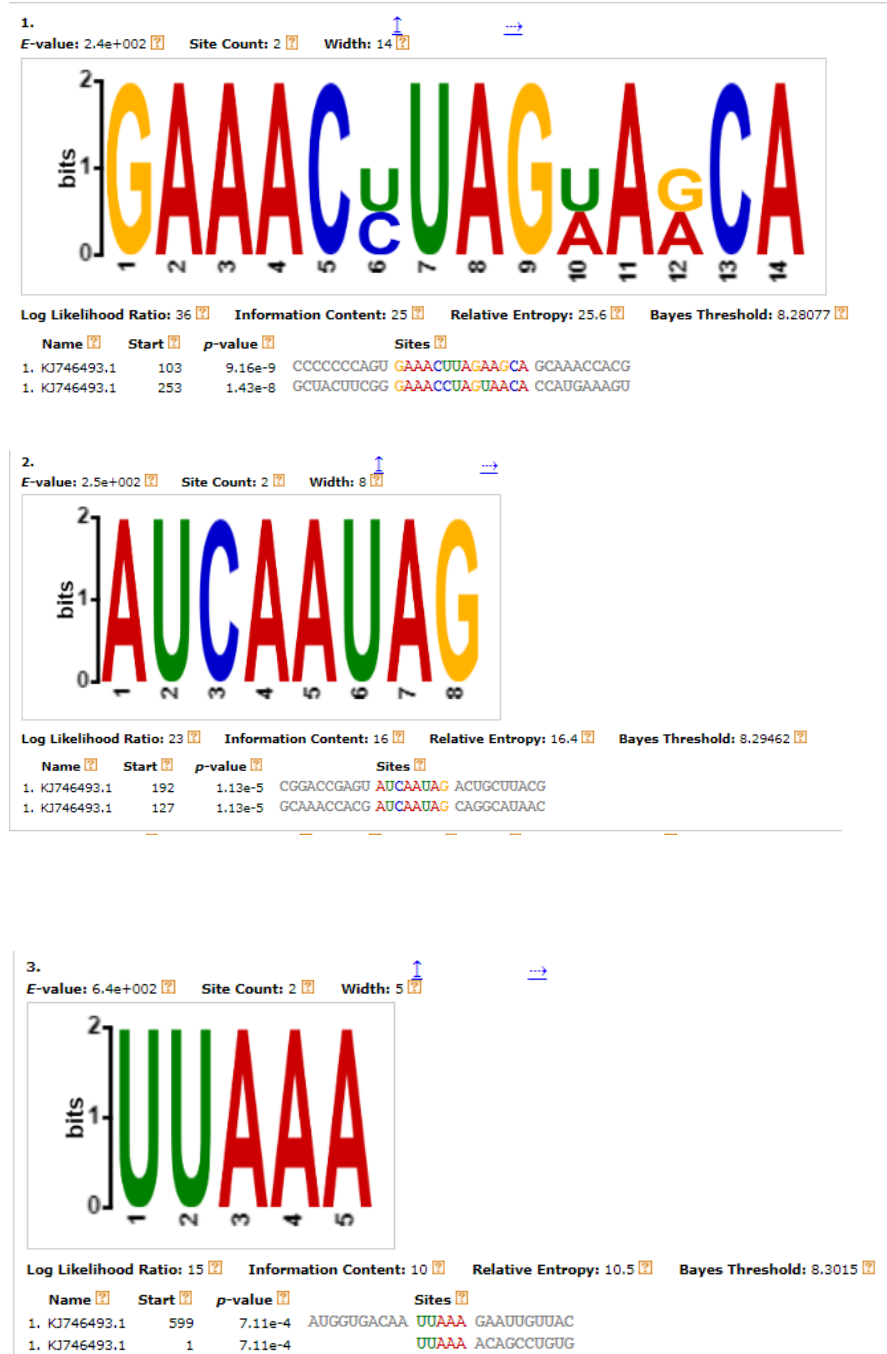 1.
↥ ⇢
E-value: 2.4e+002 ? Site Count: 2 ? Width: 14 ?
2
bits
1
0
GAAACUUAGUAGCA
C A A
1 2 3 4 5 6 7 8 9 10 11 12 13 14
Log Likelihood Ratio: 36 ? Information Content: 25 ? Relative Entropy: 25.6 ? Bayes Threshold: 8.28077 ?
Name ? Start ? p-value ? Sites ?
1. KJ746493.1 103 9.16e-9 CCCCCCCAGU GAAACUUAGAAGCA GCAAACCACG
1. KJ746493.1 253 1.43e-8 GCUACUUCGG GAAACCUAGUAACA CCAUGAAAGU
2.
↥ ⇢
E-value: 2.5e+002 ? Site Count: 2 ? Width: 8 ?
2
bits
1
0
AUCAAUAG
1 2 3 4 5 6 7 8
Log Likelihood Ratio: 23 ? Information Content: 16 ? Relative Entropy: 16.4 ? Bayes Threshold: 8.29462 ?
Name ? Start ? p-value ? Sites ?
1. KJ746493.1 192 1.13e-5 CGGACCGAGU AUCAAUAG ACUGCUUACG
1. KJ746493.1 127 1.13e-5 GCAAACCACG AUCAAUAG CAGGCAUAAC
3.
↥ ⇢
E-value: 6.4e+002 ? Site Count: 2 ? Width: 5 ?
2
bits
1
0
UUAAA
1 2 3 4 5
Log Likelihood Ratio: 15 ? Information Content: 10 ? Relative Entropy: 10.5 ? Bayes Threshold: 8.3015 ?
Name ? Start ? p-value ? Sites ?
1. KJ746493.1 599 7.11e-4 AUGGUGACAA UUAAA GAAUUGUUAC
1. KJ746493.1 1 7.11e-4 UUAAA ACAGCCUGUG